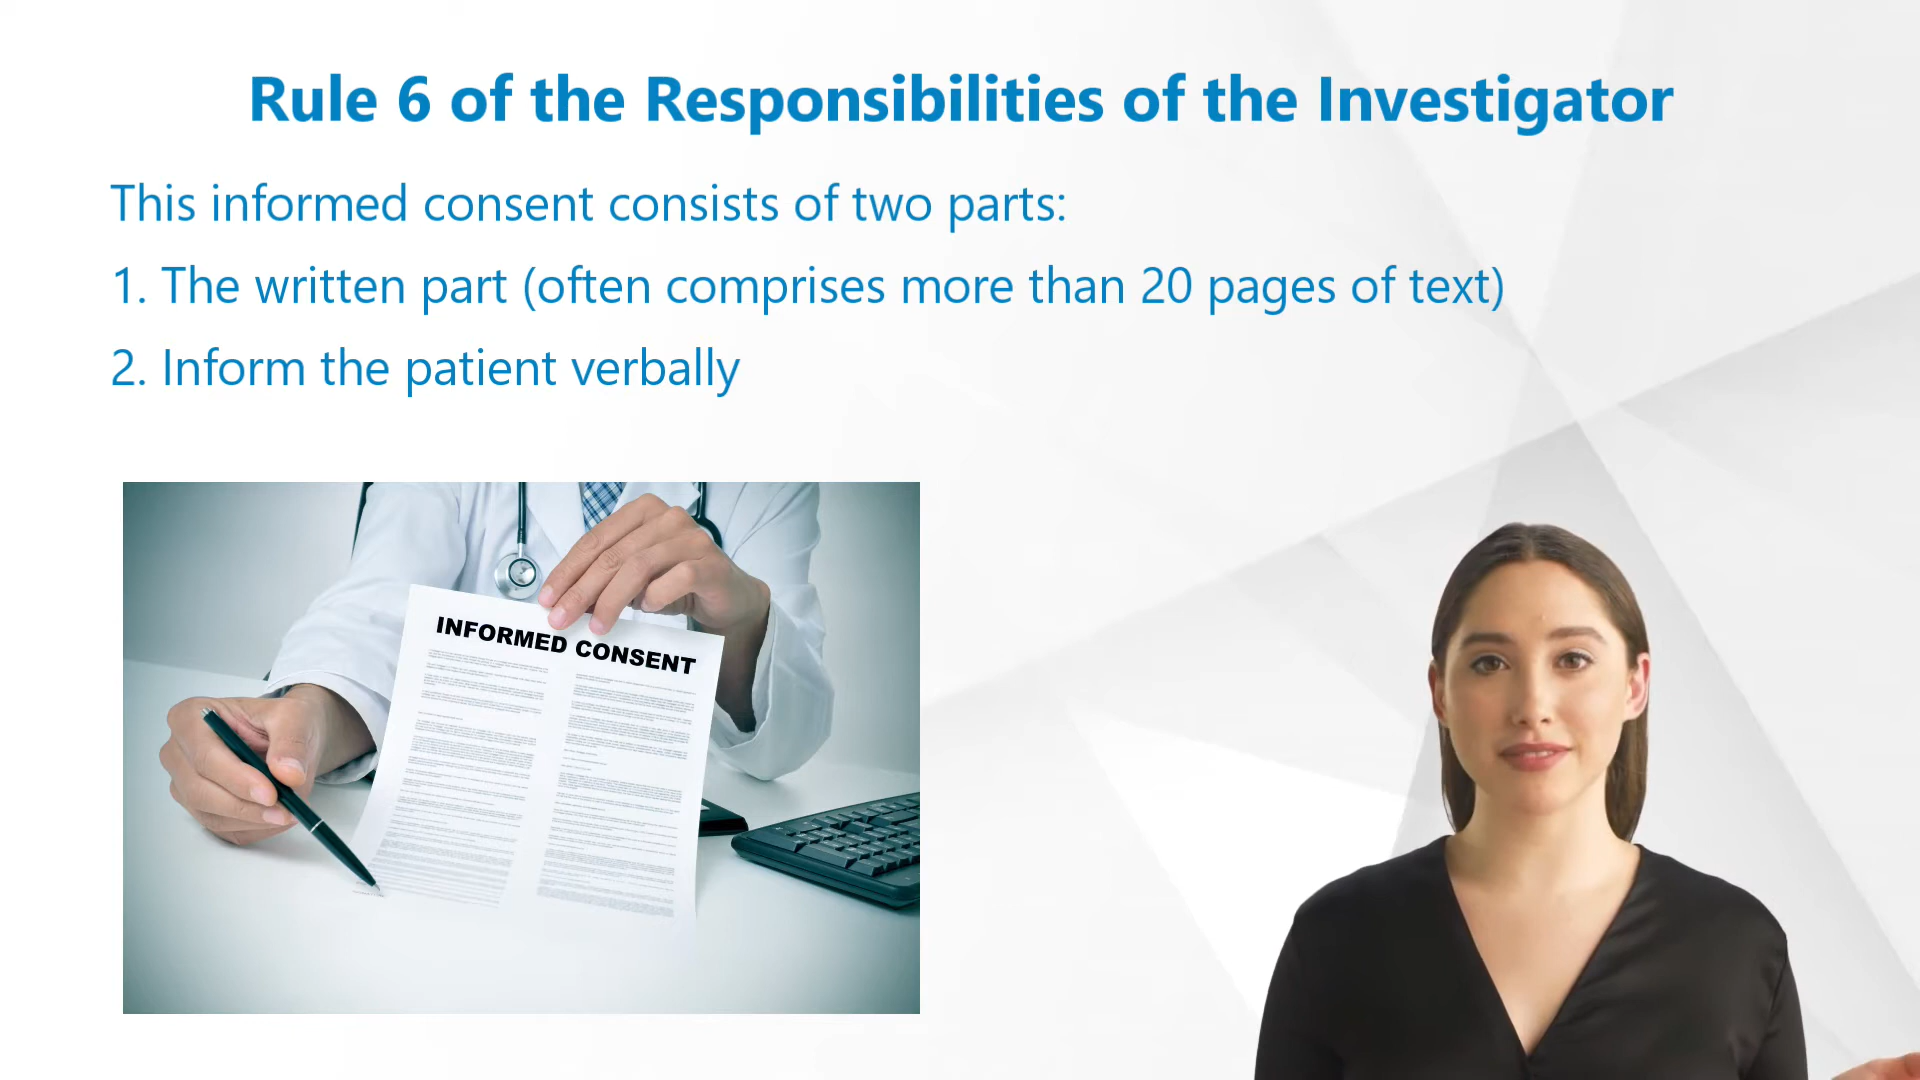 Rule 6 of the Responsibilities of the Investigator
This informed consent consists of two parts:
1. The written part (often comprises more than 20 pages of text)
2. Inform the patient verbally
INFORMED CONSENT